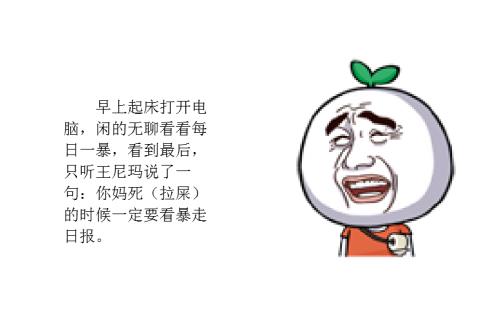 早上起床打开电
脑，闲的无聊看看每
日一暴，看到最后，
只听王尼玛说了一
句：你妈死（拉屎）
的时候一定要看暴走
日报。